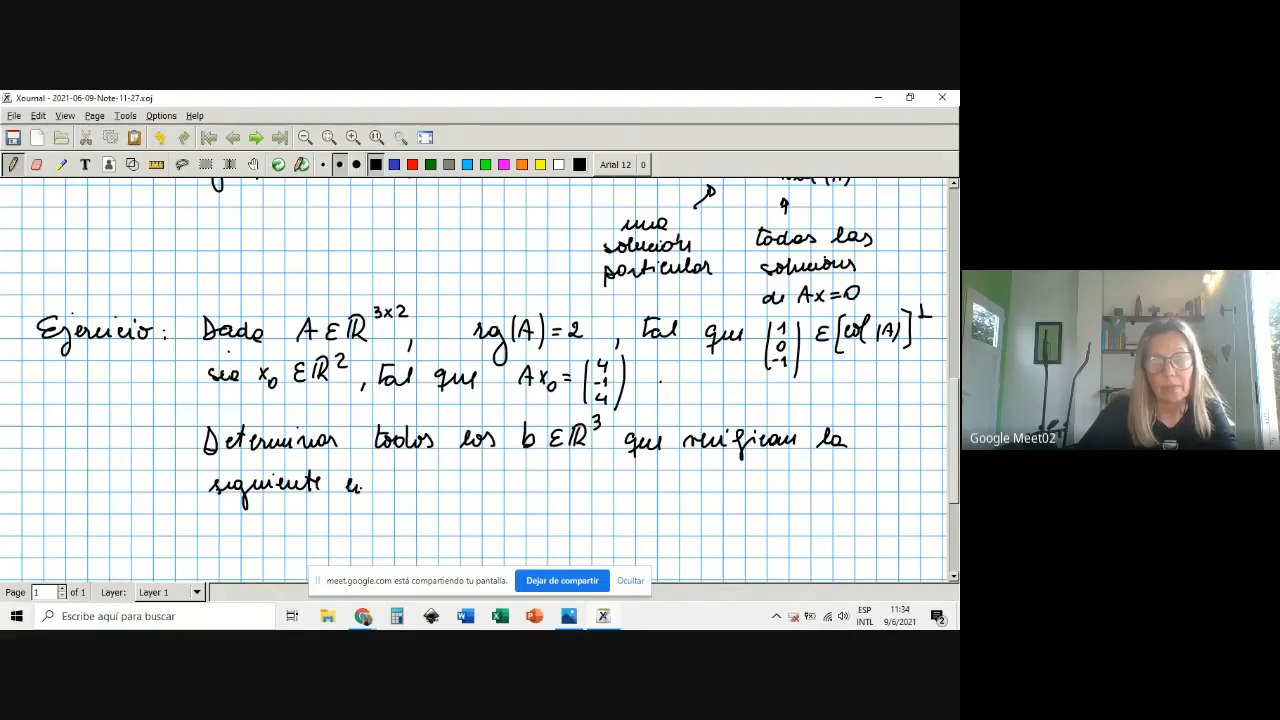 Xournal - 2021-06-09-Note-11-27.xoj
File Edit View Page Tools Options Help
Arial 12 0
una
solución
particular
todas las
soluciones
de Ax=0
Ejercicio: Dada A ∈ ℝ^{3x2}, rg(A)=2, tal que (1 0 -1) ∈ [col(A)]^⊥
sea x₀ ∈ ℝ², tal que Ax₀ = (4 -1 4).
Determinar todos los b ∈ ℝ³ que verifican la
siguiente
meet.google.com está compartiendo tu pantalla. Dejar de compartir Ocultar
Google Meet02
Page 1 of 1 Layer: Layer 1
Escribe aquí para buscar
ESP
INTL
11:34
9/6/2021
2